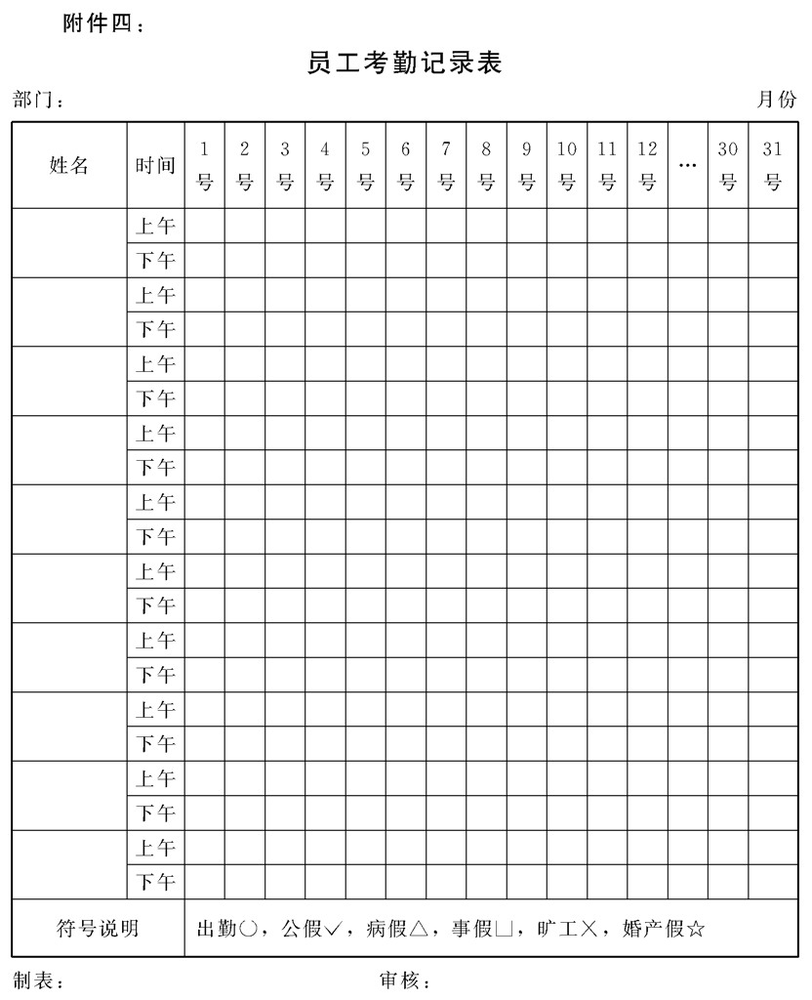 附件四：
员工考勤记录表
部门： 月份
姓名 时间 1号 2号 3号 4号 5号 6号 7号 8号 9号 10号 11号 12号 … 30号 31号
上午
下午
上午
下午
上午
下午
上午
下午
上午
下午
上午
下午
上午
下午
上午
下午
上午
下午
上午
下午
符号说明 出勤○，公假✓，病假△，事假□，旷工×，婚产假☆
制表： 审核：